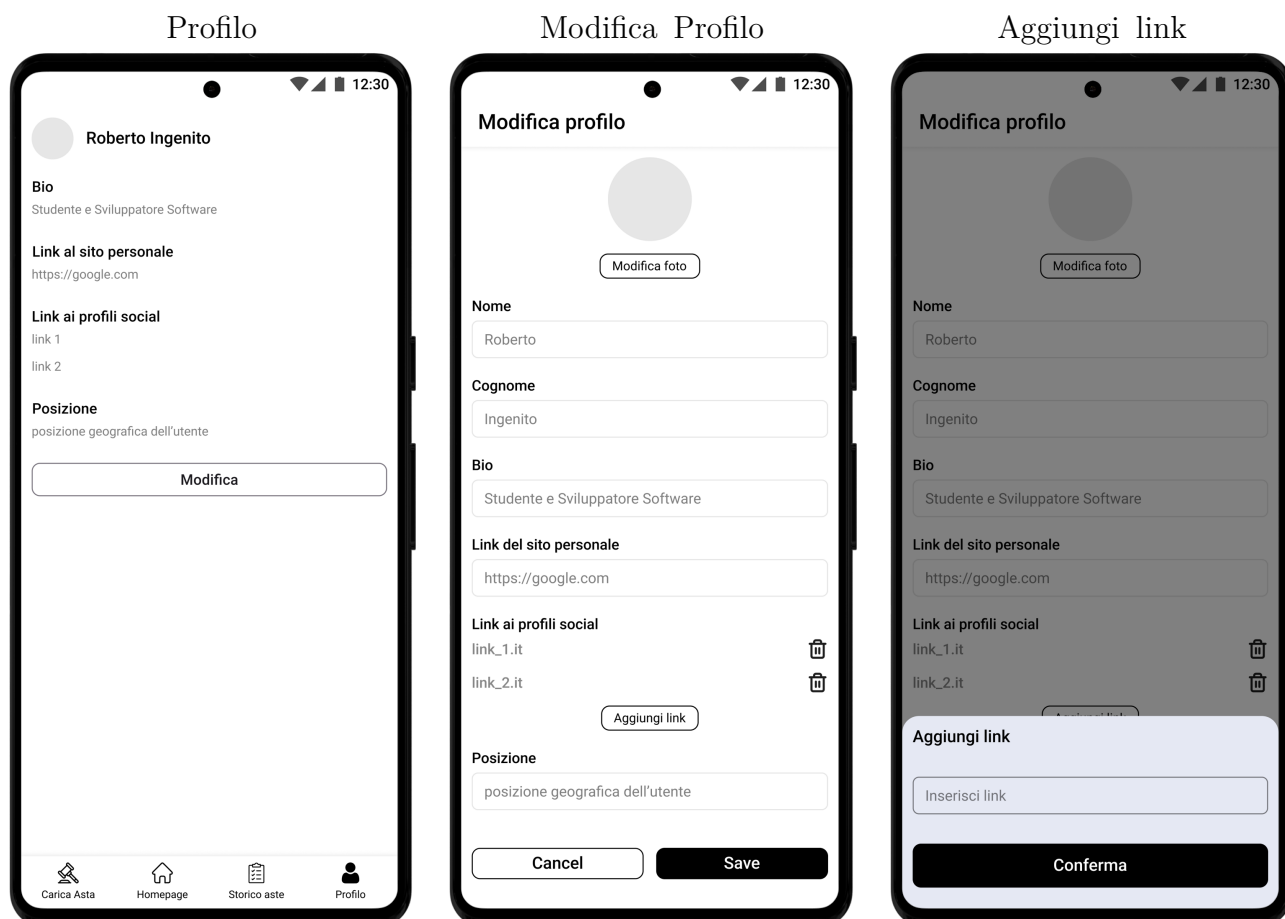 Profilo
12:30
Roberto Ingenito
Bio
Studente e Sviluppatore Software
Link al sito personale
https://google.com
Link ai profili social
link 1
link 2
Posizione
posizione geografica dell'utente
Modifica
Carica Asta
Homepage
Storico aste
Profilo
Modifica Profilo
12:30
Modifica profilo
Modifica foto
Nome
Roberto
Cognome
Ingenito
Bio
Studente e Sviluppatore Software
Link del sito personale
https://google.com
Link ai profili social
link_1.it
link_2.it
Aggiungi link
Posizione
posizione geografica dell'utente
Cancel
Save
Aggiungi link
12:30
Modifica profilo
Modifica foto
Nome
Roberto
Cognome
Ingenito
Bio
Studente e Sviluppatore Software
Link del sito personale
https://google.com
Link ai profili social
link_1.it
link_2.it
Aggiungi link
Inserisci link
Conferma